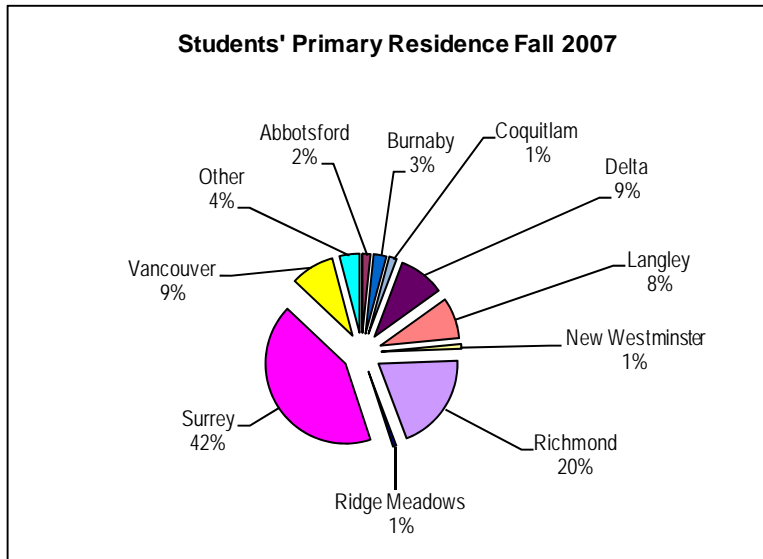 Students' Primary Residence Fall 2007
Abbotsford
2%
Burnaby
3%
Coquitlam
1%
Delta
9%
Langley
8%
New Westminster
1%
Richmond
20%
Ridge Meadows
1%
Surrey
42%
Vancouver
9%
Other
4%